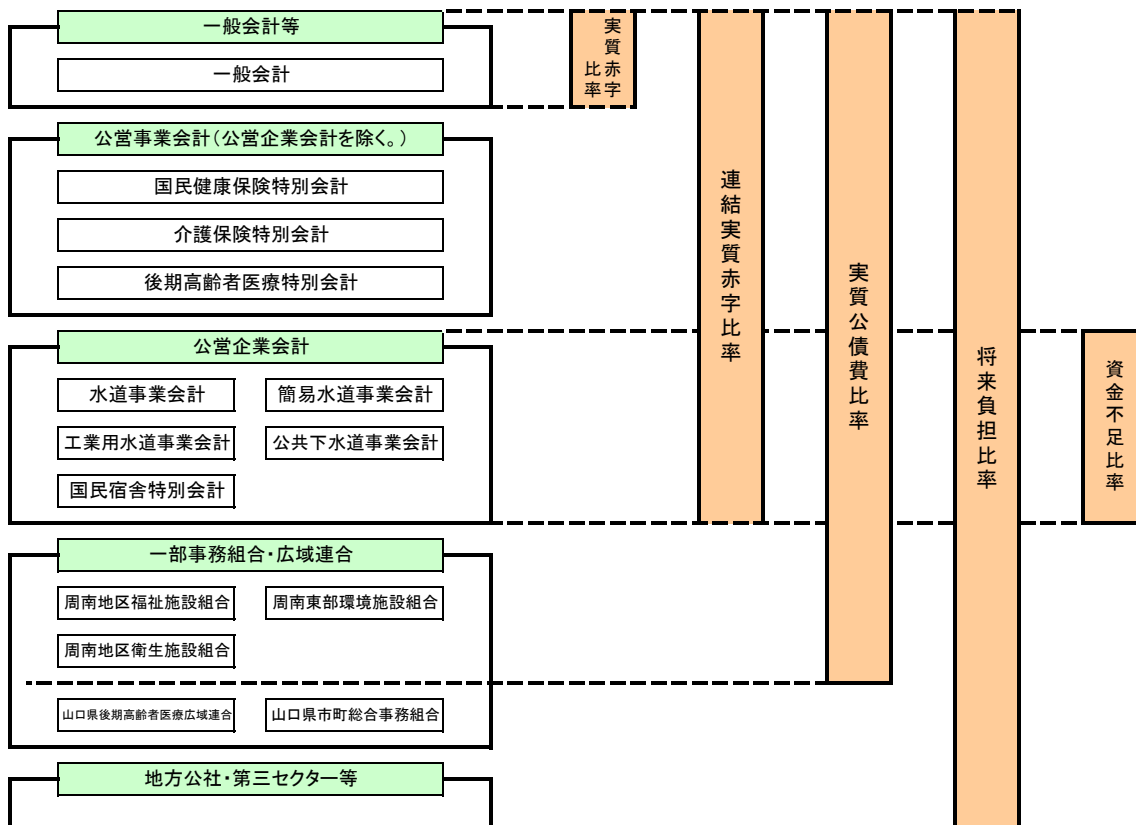 一般会計等
一般会計
公営事業会計(公営企業会計を除く。)
国民健康保険特別会計
介護保険特別会計
後期高齢者医療特別会計
公営企業会計
水道事業会計
簡易水道事業会計
工業用水道事業会計
公共下水道事業会計
国民宿舎特別会計
一部事務組合・広域連合
周南地区福祉施設組合
周南東部環境施設組合
周南地区衛生施設組合
山口県後期高齢者医療広域連合
山口県市町総合事務組合
地方公社・第三セクター等
実質赤字
比率
連結実質赤字比率
実質公債費比率
将来負担比率
資金不足比率